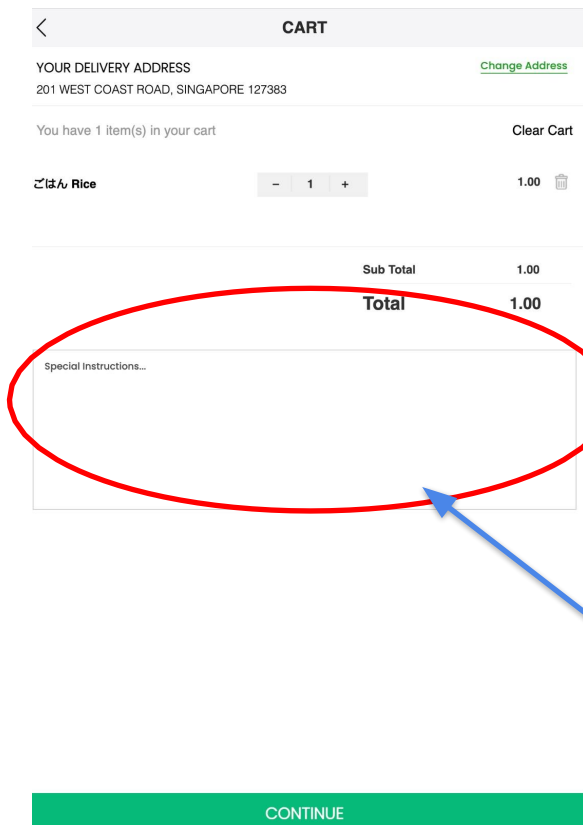 CART
YOUR DELIVERY ADDRESS Change Address
201 WEST COAST ROAD, SINGAPORE 127383
You have 1 item(s) in your cart Clear Cart
ごはん Rice - 1 + 1.00
Sub Total 1.00
Total 1.00
Special Instructions...
CONTINUE